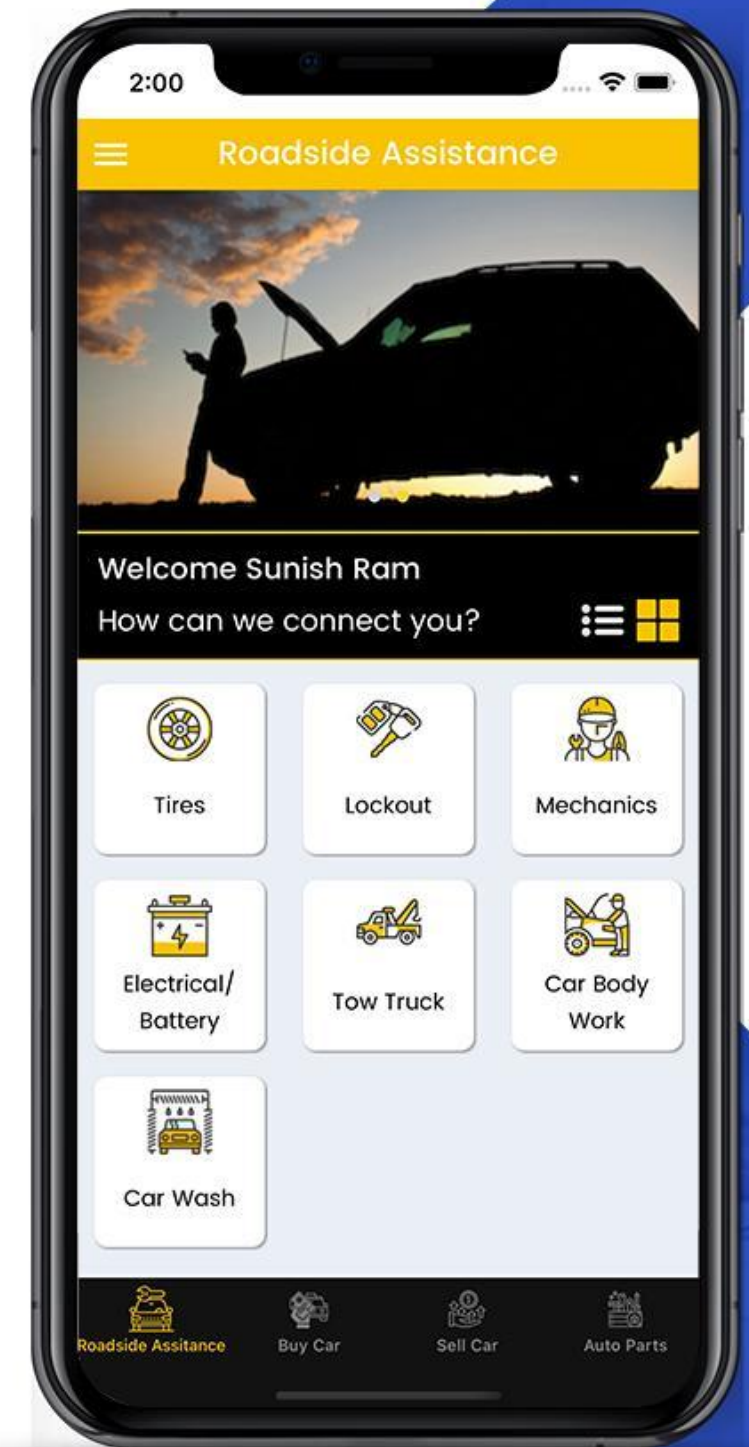 2:00
Roadside Assistance
Welcome Sunish Ram
How can we connect you?
Tires
Lockout
Mechanics
Electrical/
Battery
Tow Truck
Car Body
Work
Car Wash
Roadside Assitance
Buy Car
Sell Car
Auto Parts